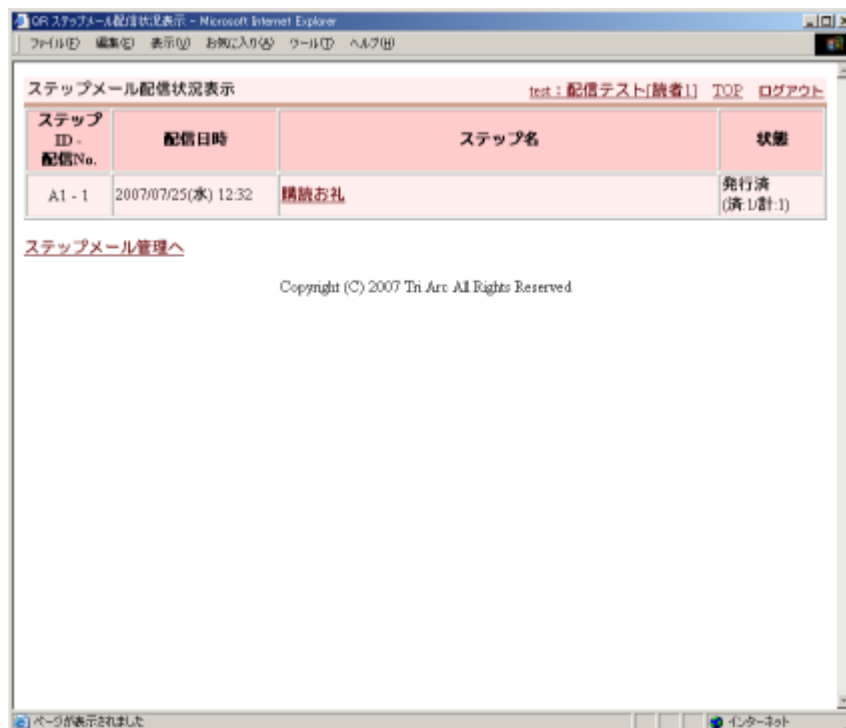 QR ステップメール配信状況表示 - Microsoft Internet Explorer
ファイル(F) 編集(E) 表示(V) お気に入り(A) ツール(T) ヘルプ(H)
ステップメール配信状況表示 test：配信テスト[読者1] TOP ログアウト
ステップ
ID -
配信No.
配信日時
ステップ名
状態
A1 - 1
2007/07/25(水) 12:32
購読お礼
発行済
(済:1/計:1)
ステップメール管理へ
Copyright (C) 2007 Tri Arc All Rights Reserved
ページが表示されました
インターネット